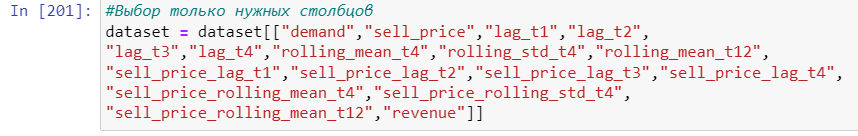 In [201]: #Выбор только нужных столбцов
dataset = dataset[["demand","sell_price","lag_t1","lag_t2",
"lag_t3","lag_t4","rolling_mean_t4","rolling_std_t4","rolling_mean_t12",
"sell_price_lag_t1","sell_price_lag_t2","sell_price_lag_t3","sell_price_lag_t4",
"sell_price_rolling_mean_t4","sell_price_rolling_std_t4",
"sell_price_rolling_mean_t12","revenue"]]